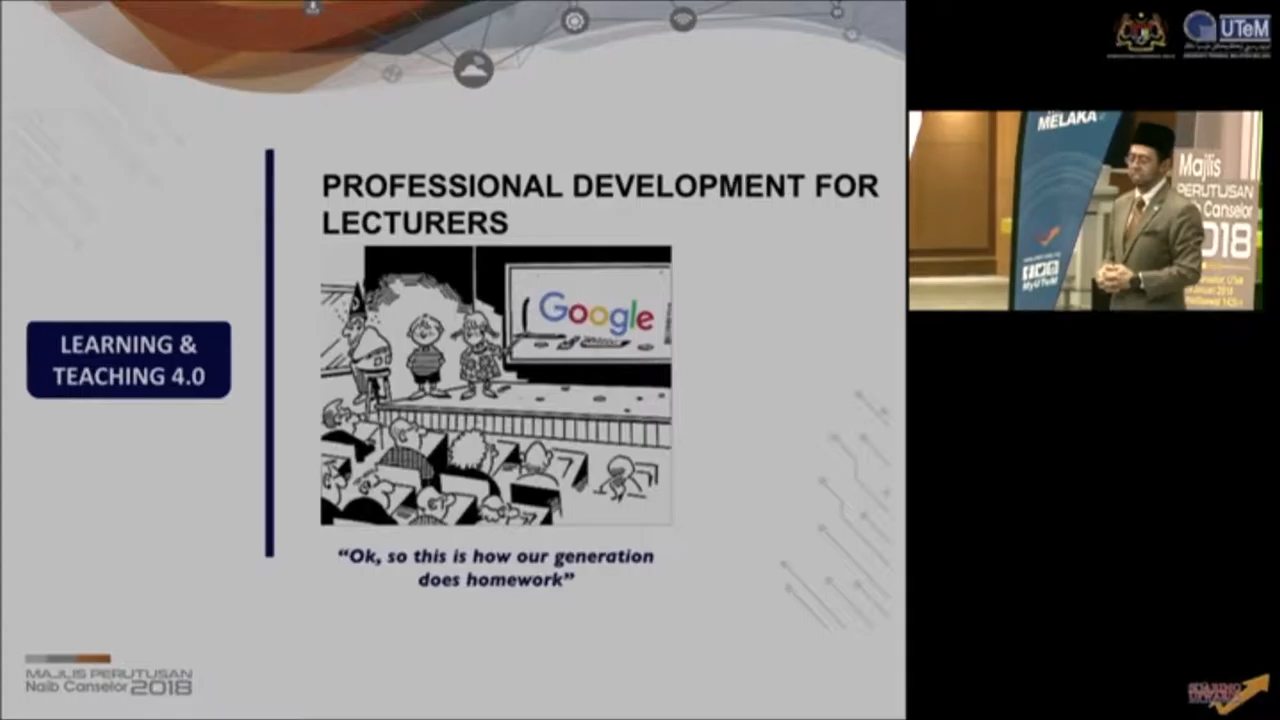 PROFESSIONAL DEVELOPMENT FOR
LECTURERS
Google
LEARNING &
TEACHING 4.0
“Ok, so this is how our generation
does homework”
MAJLIS PERUTUSAN
Naib Canselor 2018
UTeM
MELAKA
MyUTeM
Majlis
PERUTUSAN
Naib Canselor
2018